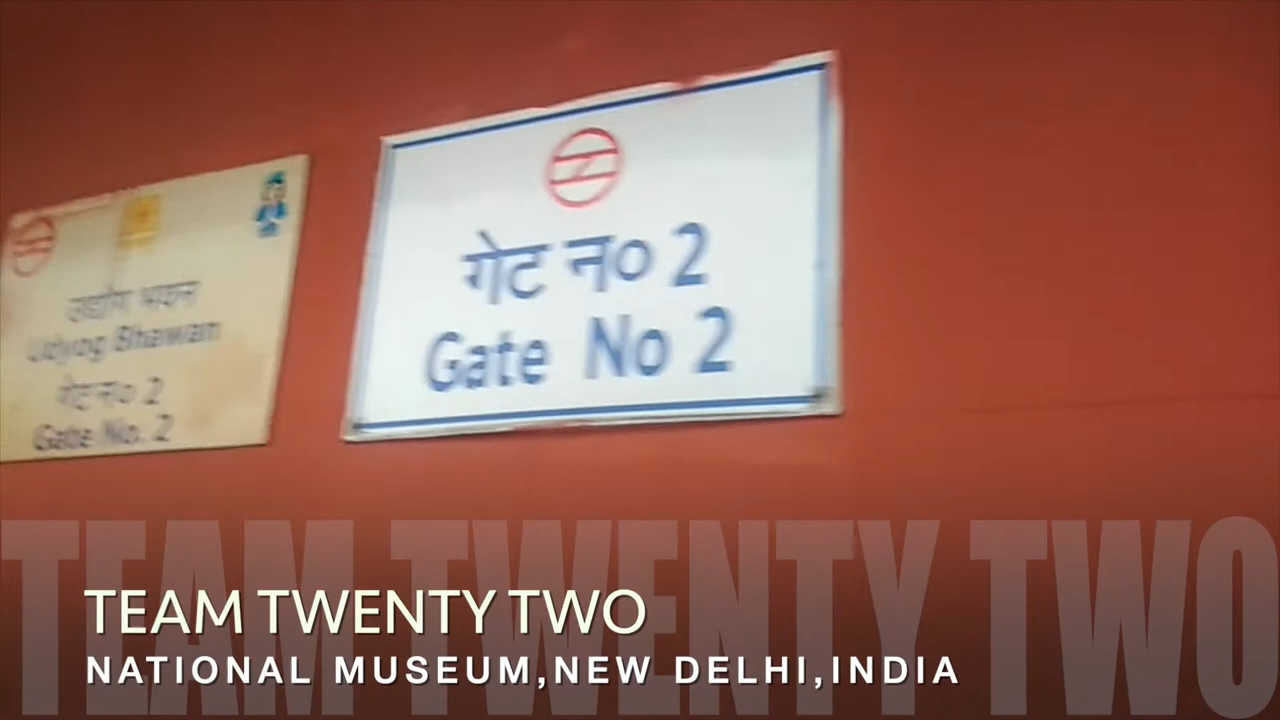 उद्योग भवन
Udyog Bhawan
गेट न० 2
Gate No. 2
गेट न० 2
Gate No 2
TEAM TWENTY TWO
TEAM TWENTY TWO
NATIONAL MUSEUM,NEW DELHI,INDIA